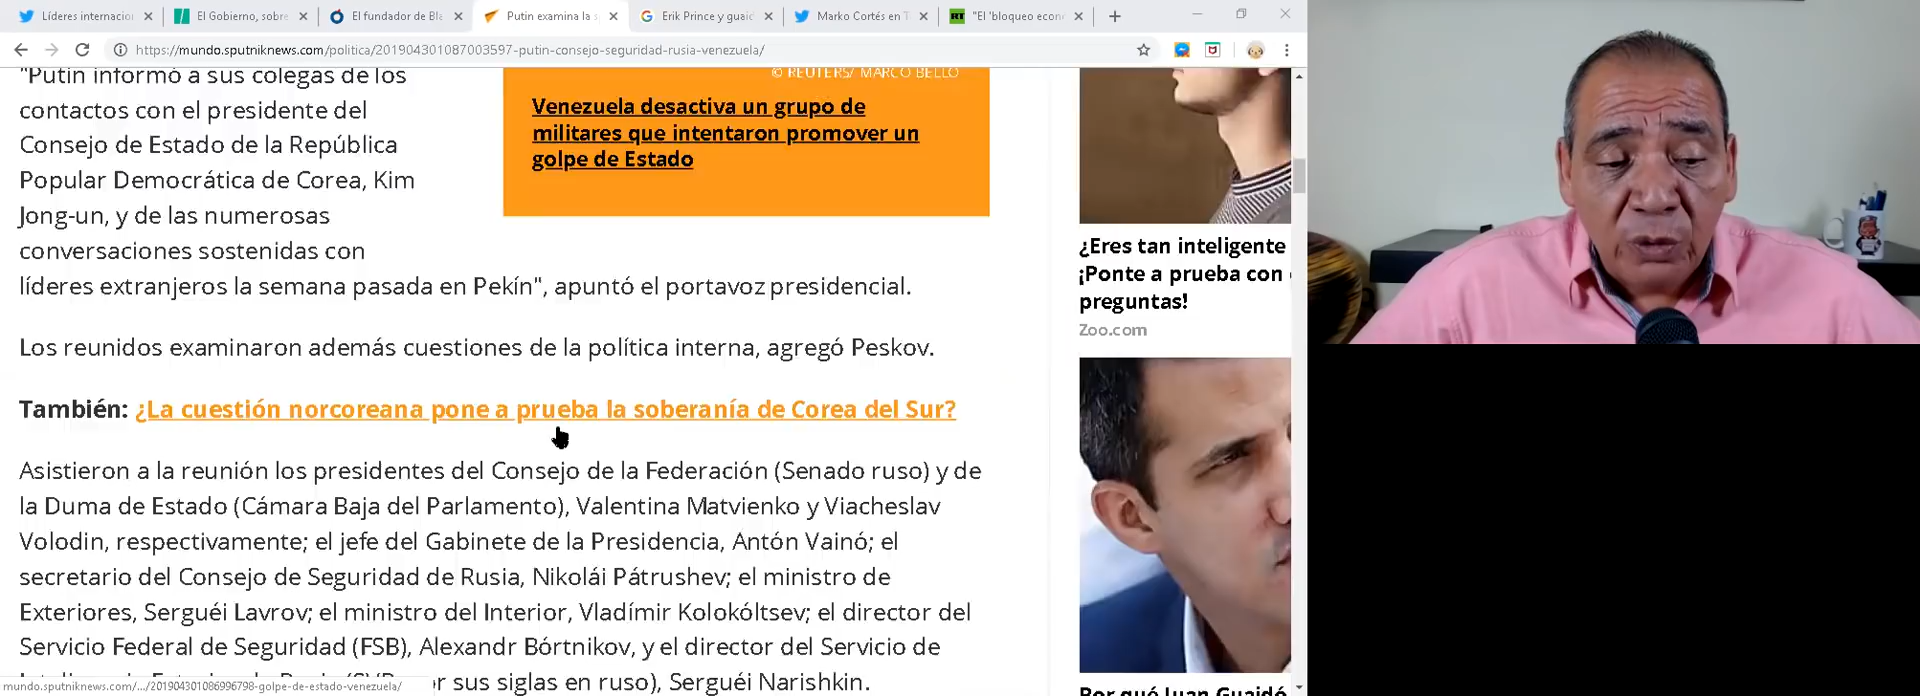 Líderes internacio
El Gobierno, sobre
El fundador de Bla
Putin examina la s
Erik Prince y guaid
Marko Cortés en T
RT "El 'bloqueo econ
https://mundo.sputniknews.com/politica/201904301087003597-putin-consejo-seguridad-rusia-venezuela/
"Putin informó a sus colegas de los
contactos con el presidente del
Consejo de Estado de la República
Popular Democrática de Corea, Kim
Jong-un, y de las numerosas
conversaciones sostenidas con
líderes extranjeros la semana pasada en Pekín", apuntó el portavoz presidencial.
© REUTERS/ MARCO BELLO
Venezuela desactiva un grupo de
militares que intentaron promover un
golpe de Estado
Los reunidos examinaron además cuestiones de la política interna, agregó Peskov.
También: ¿La cuestión norcoreana pone a prueba la soberanía de Corea del Sur?
Asistieron a la reunión los presidentes del Consejo de la Federación (Senado ruso) y de
la Duma de Estado (Cámara Baja del Parlamento), Valentina Matvienko y Viacheslav
Volodin, respectivamente; el jefe del Gabinete de la Presidencia, Antón Vainó; el
secretario del Consejo de Seguridad de Rusia, Nikolái Pátrushev; el ministro de
Exteriores, Serguéi Lavrov; el ministro del Interior, Vladímir Kolokóltsev; el director del
Servicio Federal de Seguridad (FSB), Alexandr Bórtnikov, y el director del Servicio de
r sus siglas en ruso), Serguéi Narishkin.
mundo.sputniknews.com/.../201904301086996798-golpe-de-estado-venezuela/
¿Eres tan inteligente
¡Ponte a prueba con
preguntas!
Zoo.com
Por qué Juan Guaidó